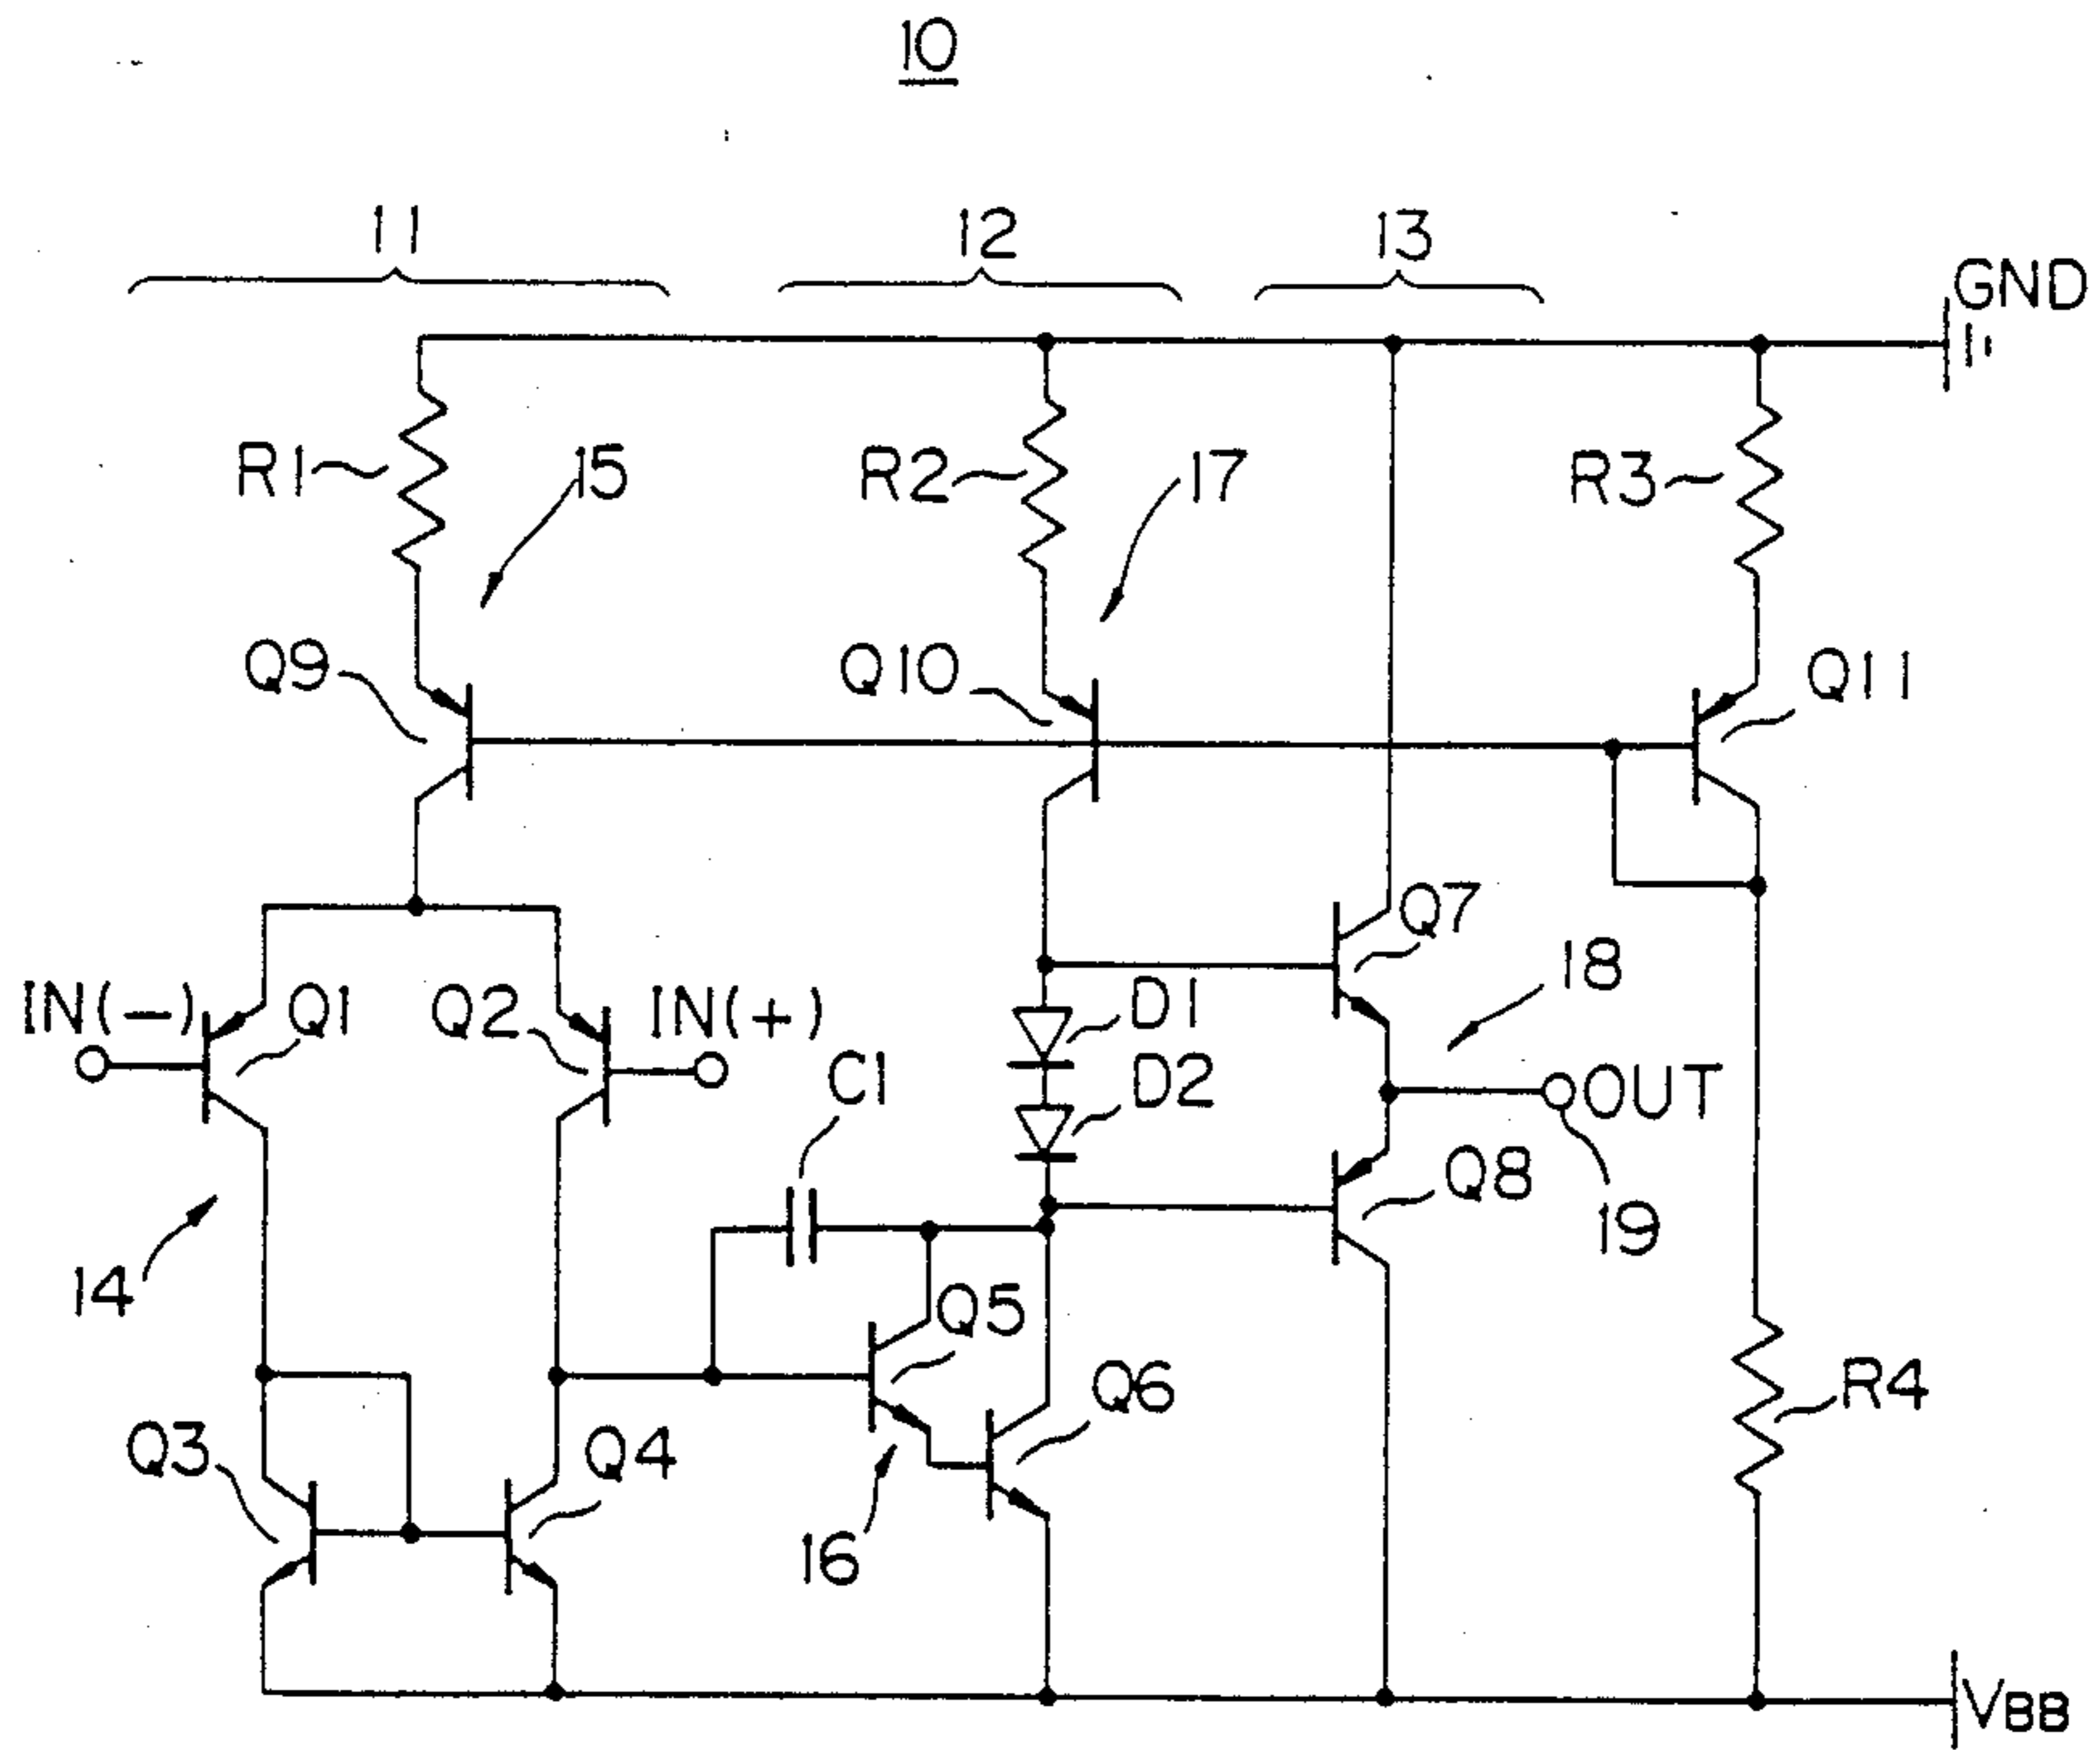 10
11
12
13
GND
R1
15
R2
17
R3
Q9
Q10
Q11
Q7
18
IN(−)
Q1
Q2
IN(+)
D1
C1
D2
OUT
Q8
19
14
Q5
Q6
R4
Q3
Q4
16
VBB